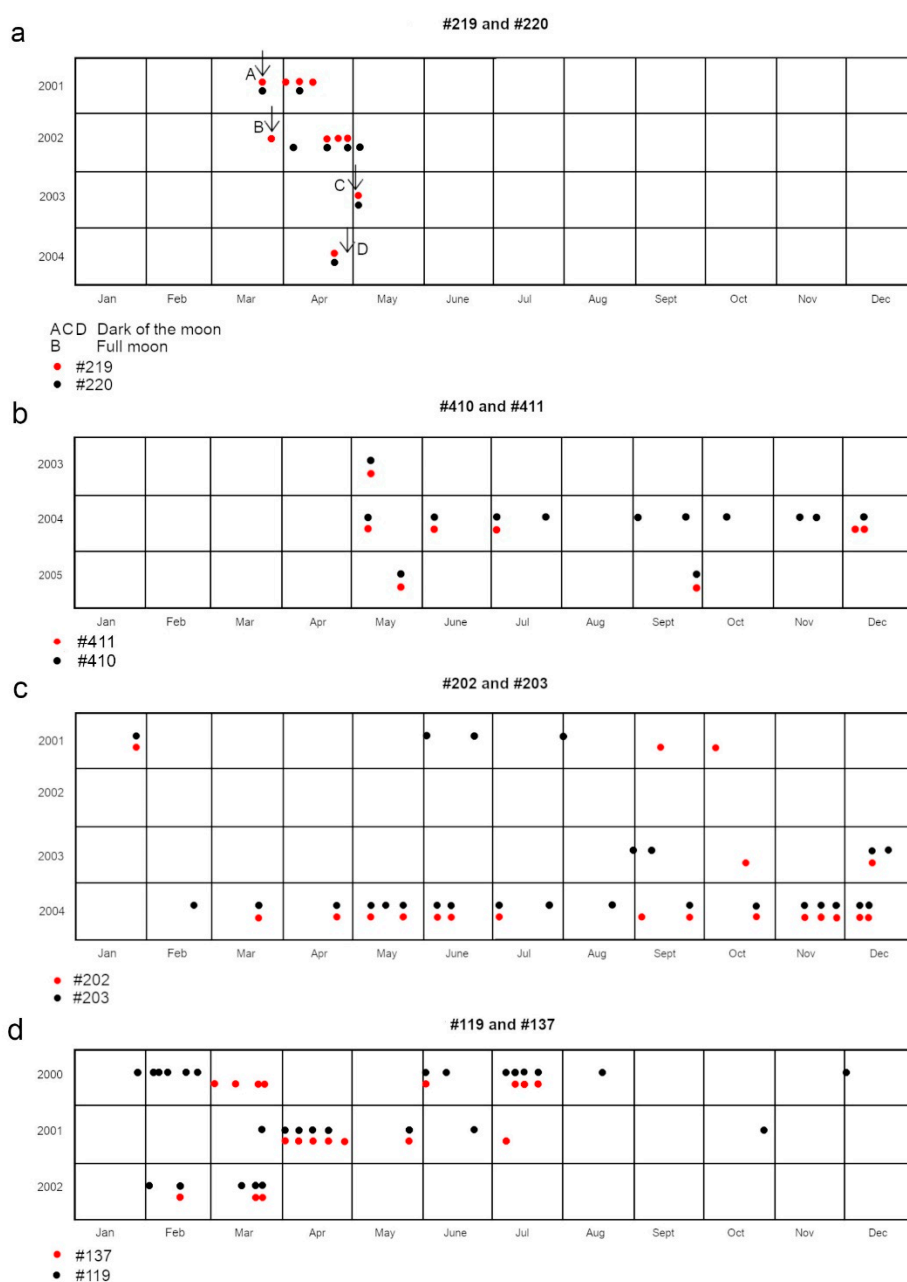 a
#219 and #220
A
2001
B
2002
C
2003
D
2004
Jan Feb Mar Apr May June Jul Aug Sept Oct Nov Dec
A C D Dark of the moon
B Full moon
#219
#220
b
#410 and #411
2003
2004
2005
Jan Feb Mar Apr May June Jul Aug Sept Oct Nov Dec
#411
#410
c
#202 and #203
2001
2002
2003
2004
Jan Feb Mar Apr May June Jul Aug Sept Oct Nov Dec
#202
#203
d
#119 and #137
2000
2001
2002
Jan Feb Mar Apr May June Jul Aug Sept Oct Nov Dec
#137
#119